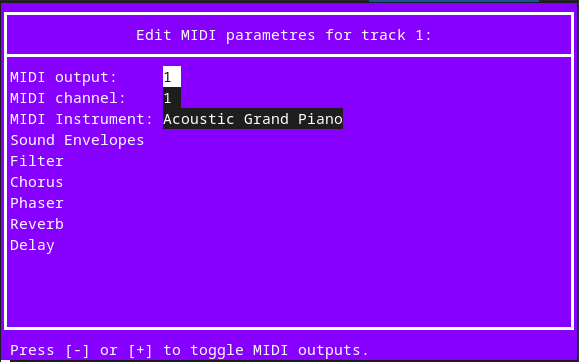 Edit MIDI parametres for track 1:
MIDI output: 1
MIDI channel: 1
MIDI Instrument: Acoustic Grand Piano
Sound Envelopes
Filter
Chorus
Phaser
Reverb
Delay
Press [-] or [+] to toggle MIDI outputs.